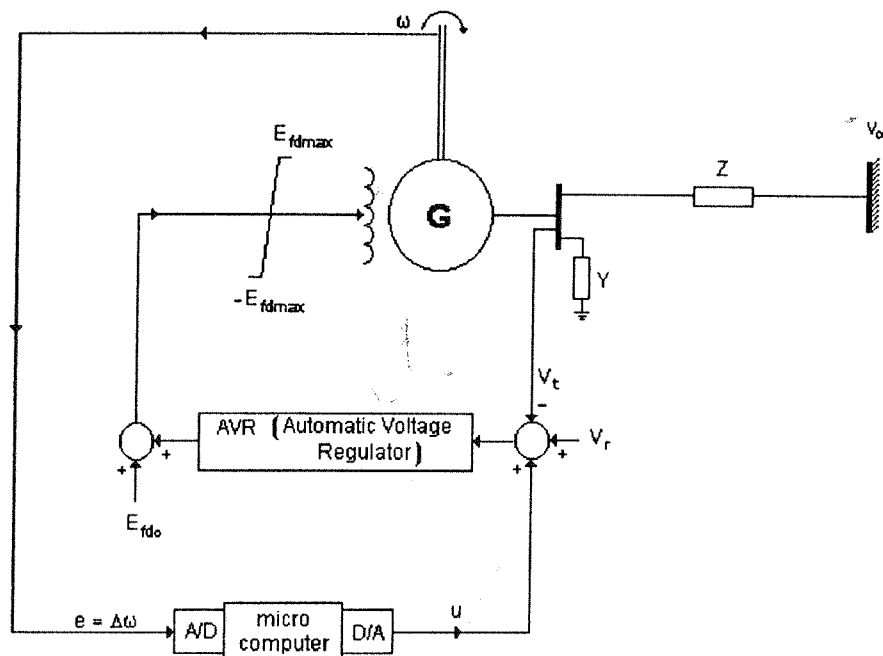 ω
E_fdmax
G
-E_fdmax
Z
V_o
Y
V_t
-
AVR (Automatic Voltage
Regulator)
+
+
+
+
V_r
E_fdo
e = Δω
A/D
micro
computer
D/A
u